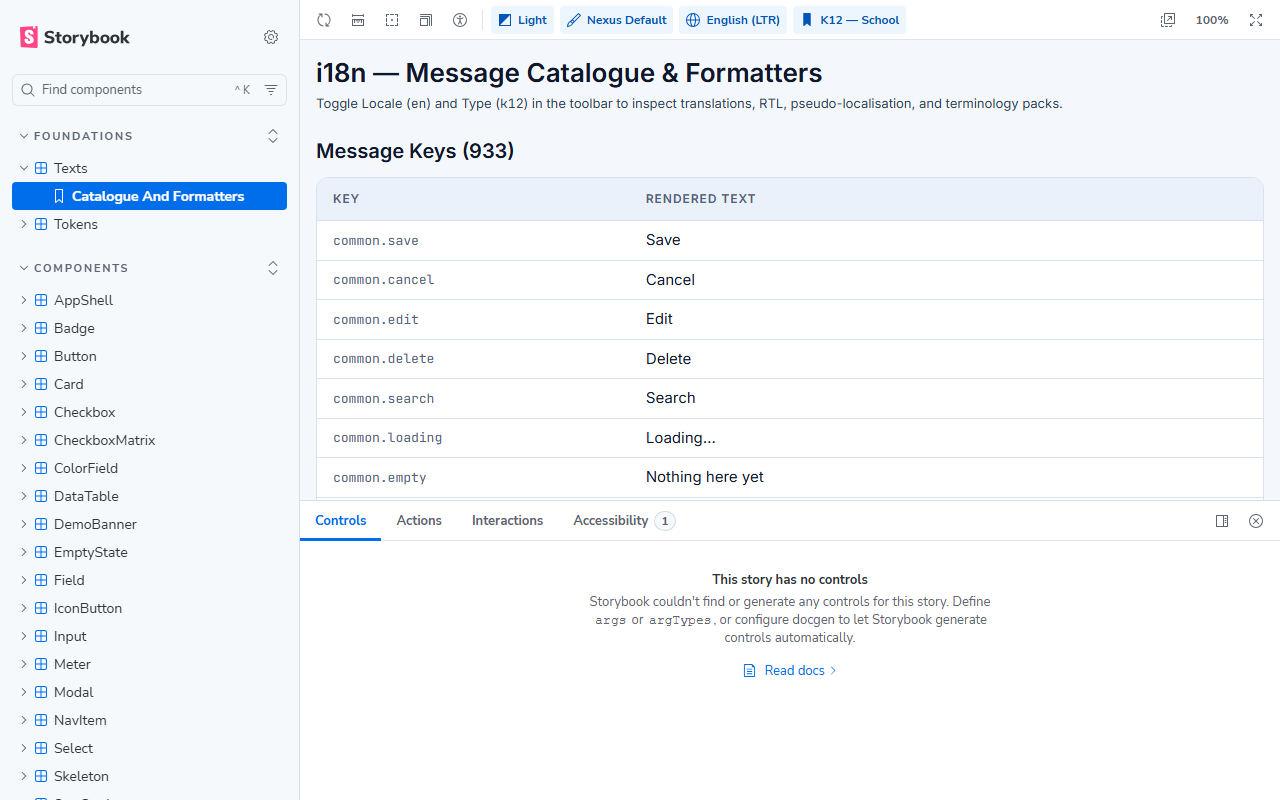 Storybook
Find components
^ K
FOUNDATIONS
Texts
Catalogue And Formatters
Tokens
COMPONENTS
AppShell
Badge
Button
Card
Checkbox
CheckboxMatrix
ColorField
DataTable
DemoBanner
EmptyState
Field
IconButton
Input
Meter
Modal
NavItem
Select
Skeleton
Light
Nexus Default
English (LTR)
K12 — School
100%
i18n — Message Catalogue & Formatters
Toggle Locale (en) and Type (k12) in the toolbar to inspect translations, RTL, pseudo-localisation, and terminology packs.
Message Keys (933)
KEY RENDERED TEXT
common.save Save
common.cancel Cancel
common.edit Edit
common.delete Delete
common.search Search
common.loading Loading…
common.empty Nothing here yet
Controls Actions Interactions Accessibility 1
This story has no controls
Storybook couldn't find or generate any controls for this story. Define
args or argTypes, or configure docgen to let Storybook generate
controls automatically.
Read docs